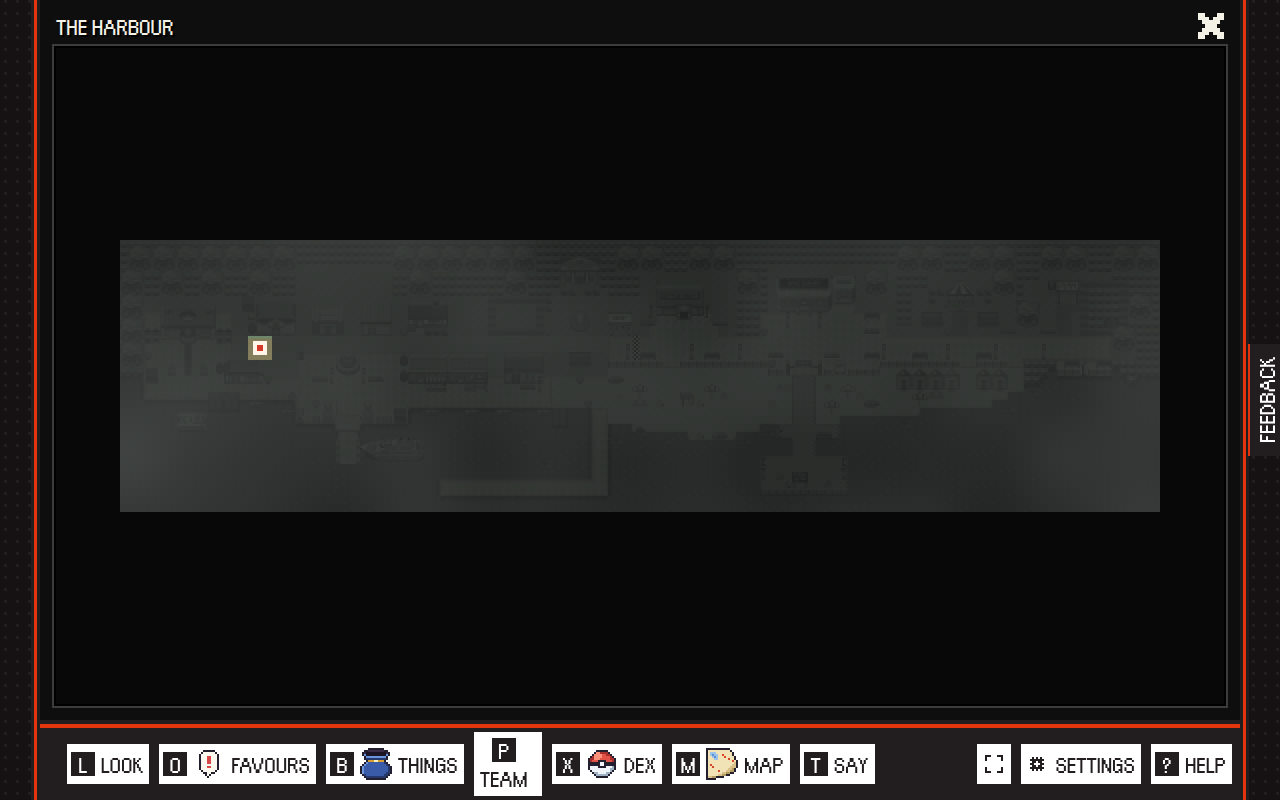 THE HARBOUR
FEEDBACK
L LOOK
O FAVOURS
B THINGS
P TEAM
X DEX
M MAP
T SAY
SETTINGS
? HELP